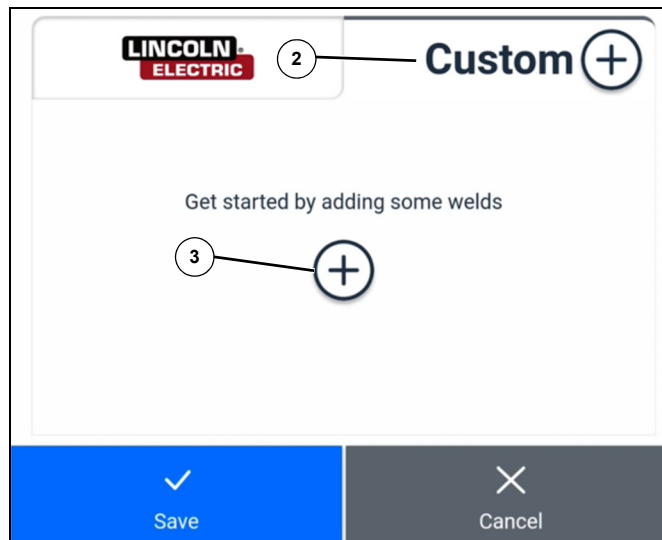 LINCOLN
ELECTRIC
2
Custom
Get started by adding some welds
3
Save
Cancel